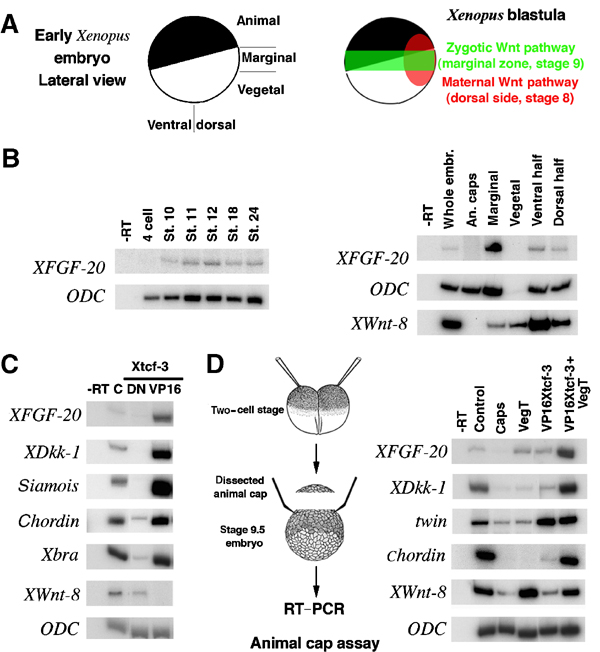 A
Early Xenopus
embryo
Lateral view
Animal
Marginal
Vegetal
Ventral dorsal
Xenopus blastula
Zygotic Wnt pathway
(marginal zone, stage 9)
Maternal Wnt pathway
(dorsal side, stage 8)
B
-RT
4 cell
St. 10
St. 11
St. 12
St. 18
St. 24
XFGF-20
ODC
-RT
Whole embr.
An. caps
Marginal
Vegetal
Ventral half
Dorsal half
XFGF-20
ODC
XWnt-8
C
Xtcf-3
-RT C DN VP16
XFGF-20
XDkk-1
Siamois
Chordin
Xbra
XWnt-8
ODC
D
Two-cell stage
Dissected
animal cap
Stage 9.5
embryo
RT-PCR
Animal cap assay
-RT
Control
Caps
VegT
VP16Xtcf-3
VP16Xtcf-3+
VegT
XFGF-20
XDkk-1
twin
Chordin
XWnt-8
ODC